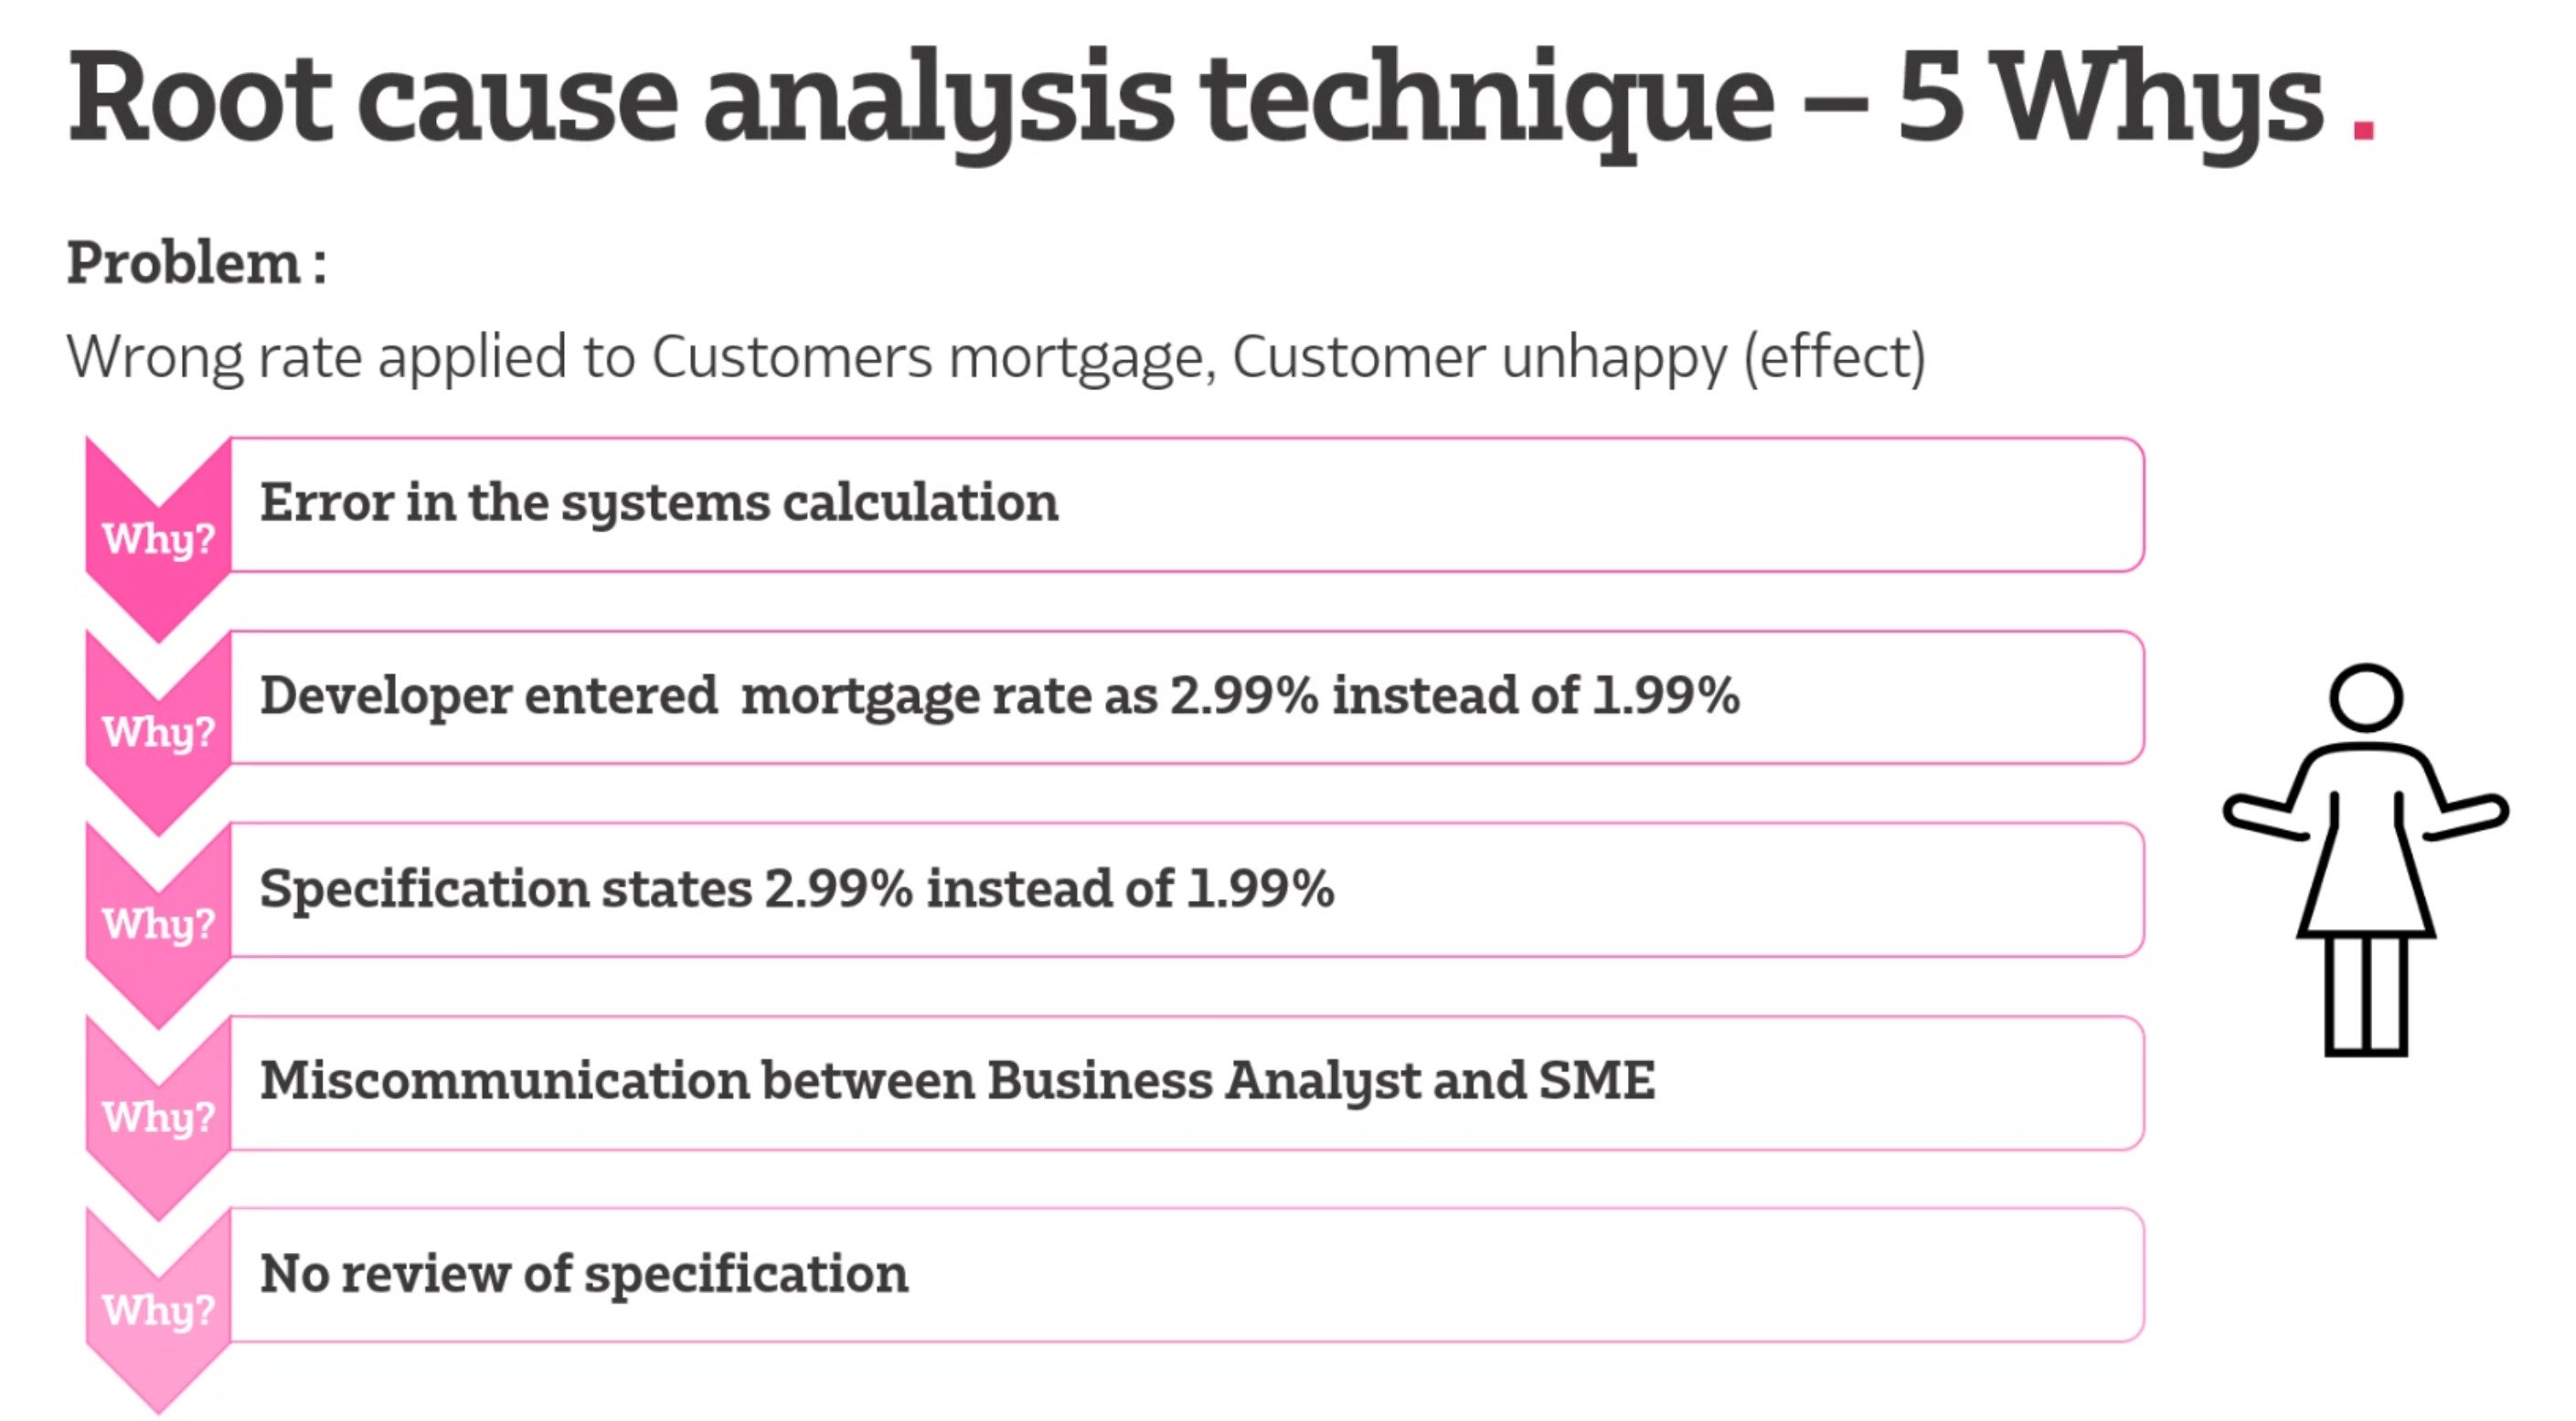 Root cause analysis technique – 5 Whys .
Problem :
Wrong rate applied to Customers mortgage, Customer unhappy (effect)
Why?
Error in the systems calculation
Why?
Developer entered  mortgage rate as 2.99% instead of 1.99%
Why?
Specification states 2.99% instead of 1.99%
Why?
Miscommunication between Business Analyst and SME
Why?
No review of specification